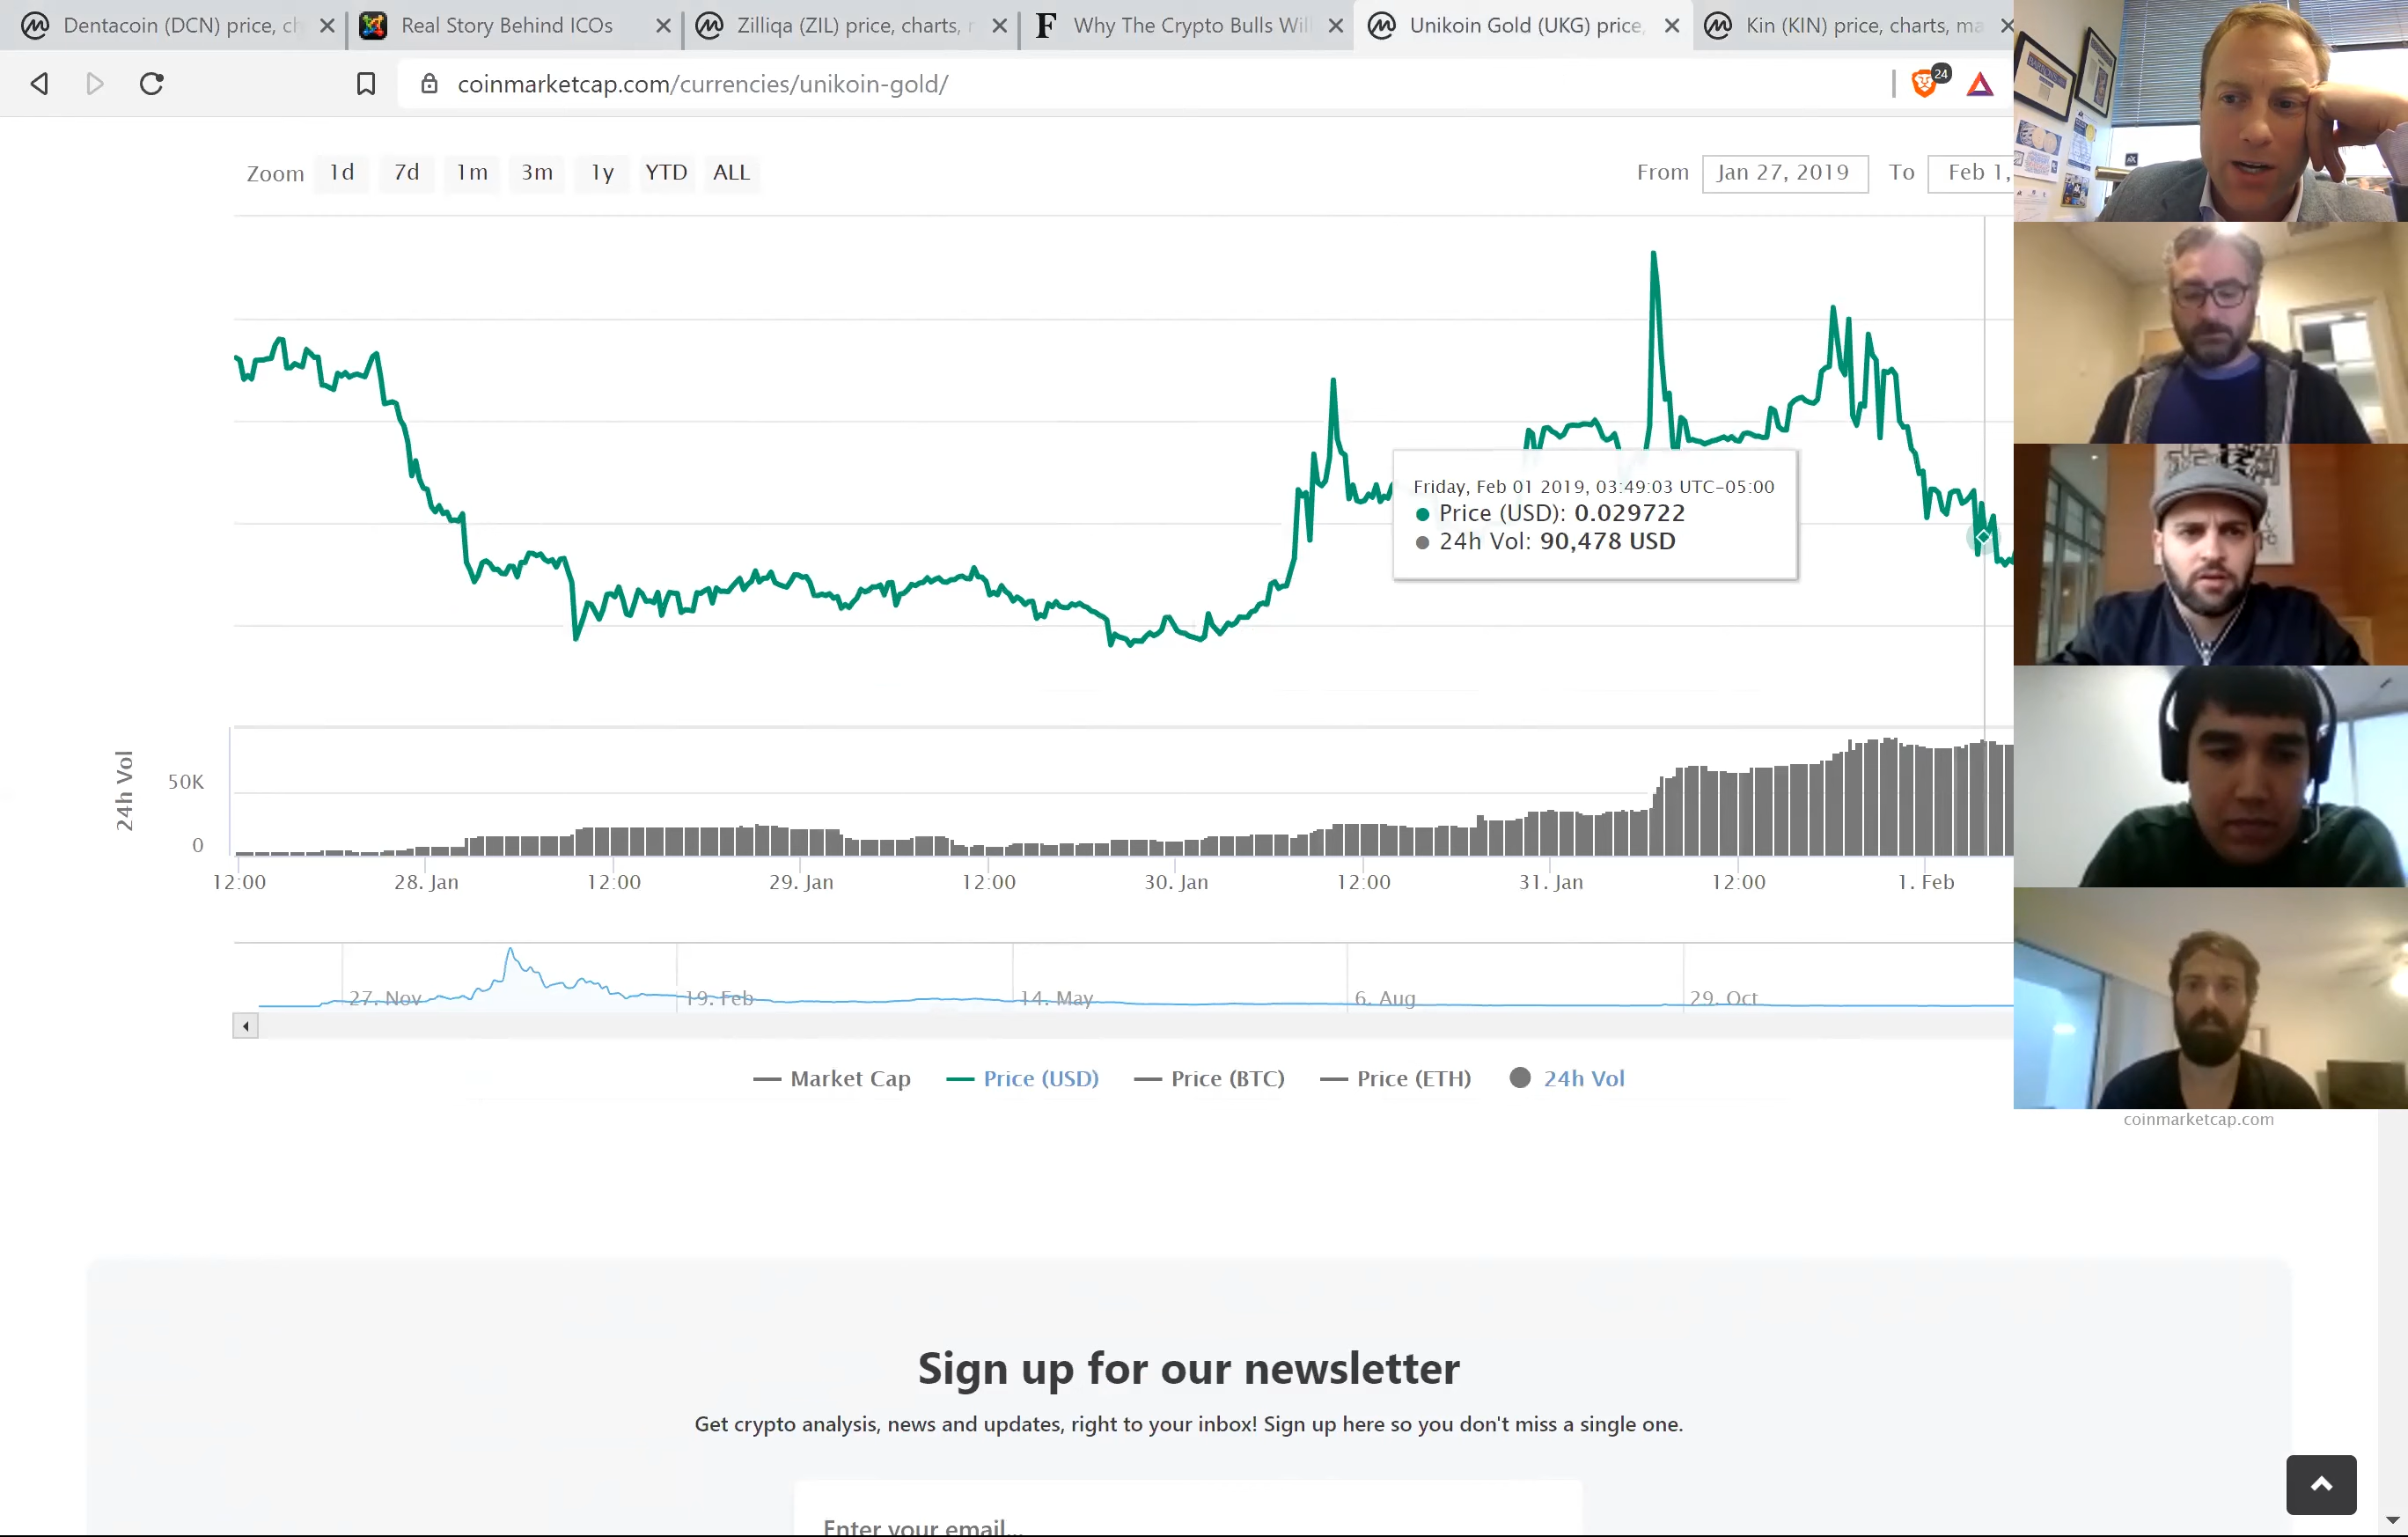 Dentacoin (DCN) price, ch
Real Story Behind ICOs
Zilliqa (ZIL) price, charts, r
F
Why The Crypto Bulls Will
Unikoin Gold (UKG) price,
Kin (KIN) price, charts, ma
coinmarketcap.com/currencies/unikoin-gold/
24
Zoom 1d 7d 1m 3m 1y YTD ALL
From Jan 27, 2019 To Feb 1,
Friday, Feb 01 2019, 03:49:03 UTC-05:00
Price (USD): 0.029722
24h Vol: 90,478 USD
24h Vol
50K
0
12:00 28. Jan 12:00 29. Jan 12:00 30. Jan 12:00 31. Jan 12:00 1. Feb
27. Nov 19. Feb 14. May 6. Aug 29. Oct
Market Cap Price (USD) Price (BTC) Price (ETH) 24h Vol
coinmarketcap.com
Sign up for our newsletter
Get crypto analysis, news and updates, right to your inbox! Sign up here so you don't miss a single one.
Enter your email...